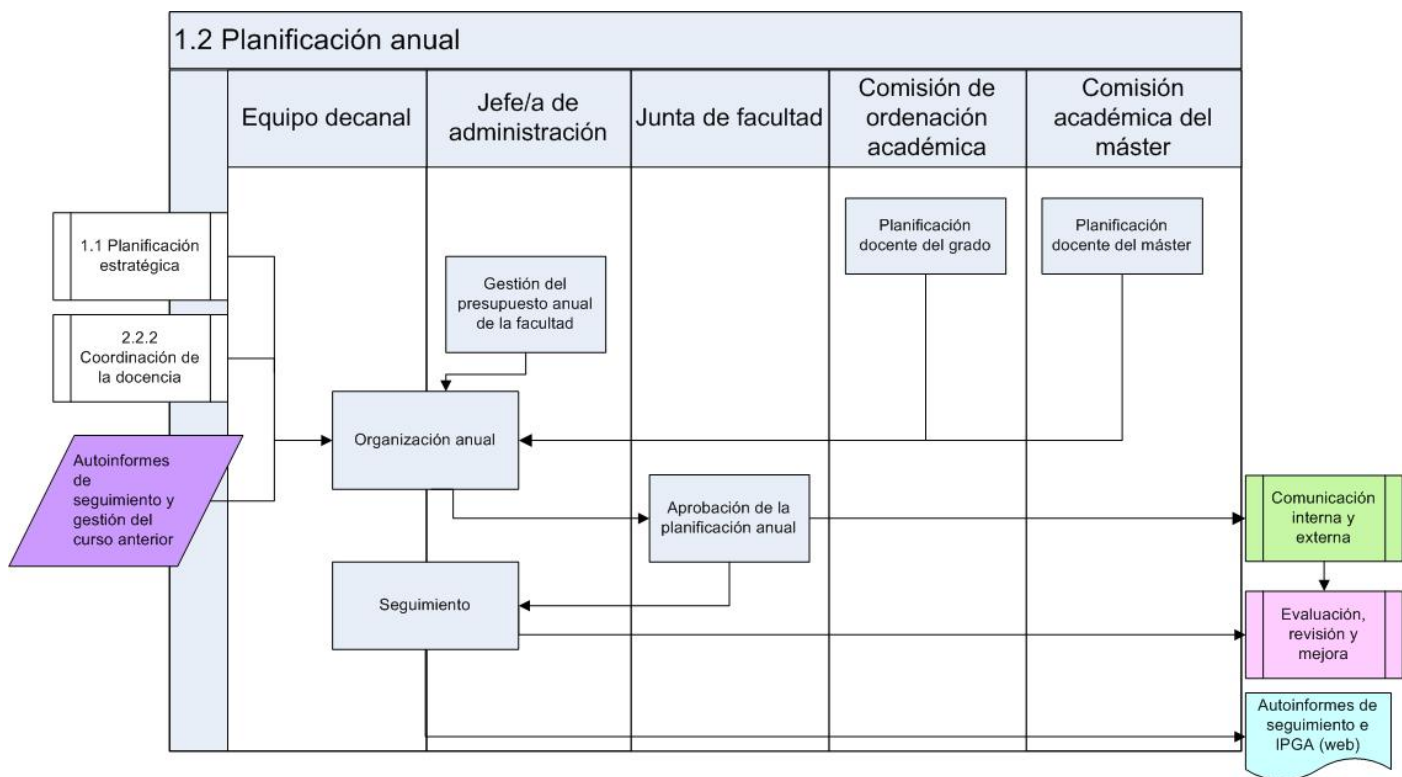 1.2 Planificación anual
Equipo decanal
Jefe/a de
administración
Junta de facultad
Comisión de
ordenación
académica
Comisión
académica del
máster
1.1 Planificación
estratégica
2.2.2
Coordinación de
la docencia
Autoinformes
de
seguimiento y
gestión del
curso anterior
Gestión del
presupuesto anual
de la facultad
Planificación
docente del grado
Planificación
docente del máster
Organización anual
Aprobación de la
planificación anual
Seguimiento
Comunicación
interna y
externa
Evaluación,
revisión y
mejora
Autoinformes de
seguimiento e
IPGA (web)